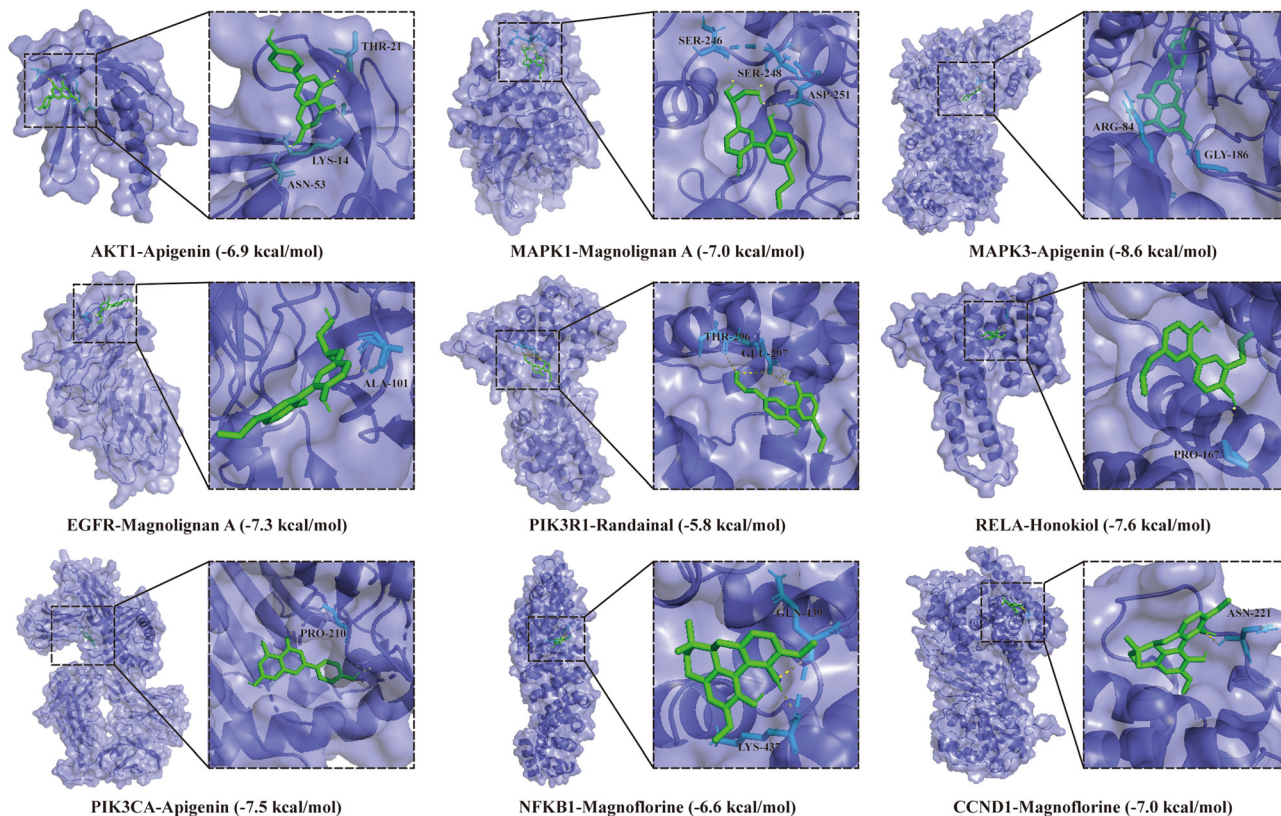 THR-21
LYS-14
ASN-53
AKT1-Apigenin (-6.9 kcal/mol)
SER-246
SER-248
ASP-251
MAPK1-Magnolignan A (-7.0 kcal/mol)
ARG-84
GLY-186
MAPK3-Apigenin (-8.6 kcal/mol)
ALA-101
EGFR-Magnolignan A (-7.3 kcal/mol)
THR-296
GLU-297
PIK3R1-Randainal (-5.8 kcal/mol)
PRO-1673
RELA-Honokiol (-7.6 kcal/mol)
PRO-210
PIK3CA-Apigenin (-7.5 kcal/mol)
GLN-439
LYS-437
NFKB1-Magnoflorine (-6.6 kcal/mol)
ASN-221
CCND1-Magnoflorine (-7.0 kcal/mol)